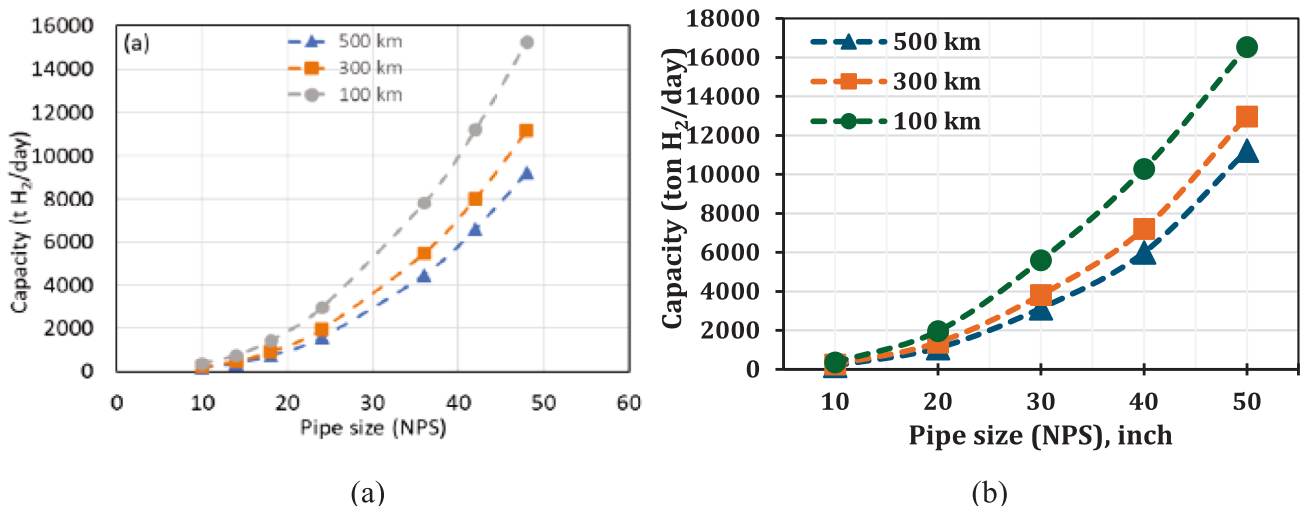 (a)
500 km
300 km
100 km
16000
14000
12000
10000
8000
6000
4000
2000
0
Capacity (t H₂/day)
0 10 20 30 40 50 60
Pipe size (NPS)
(a)
500 km
300 km
100 km
18000
16000
14000
12000
10000
8000
6000
4000
2000
0
Capacity (ton H₂/day)
10 20 30 40 50
Pipe size (NPS), inch
(b)